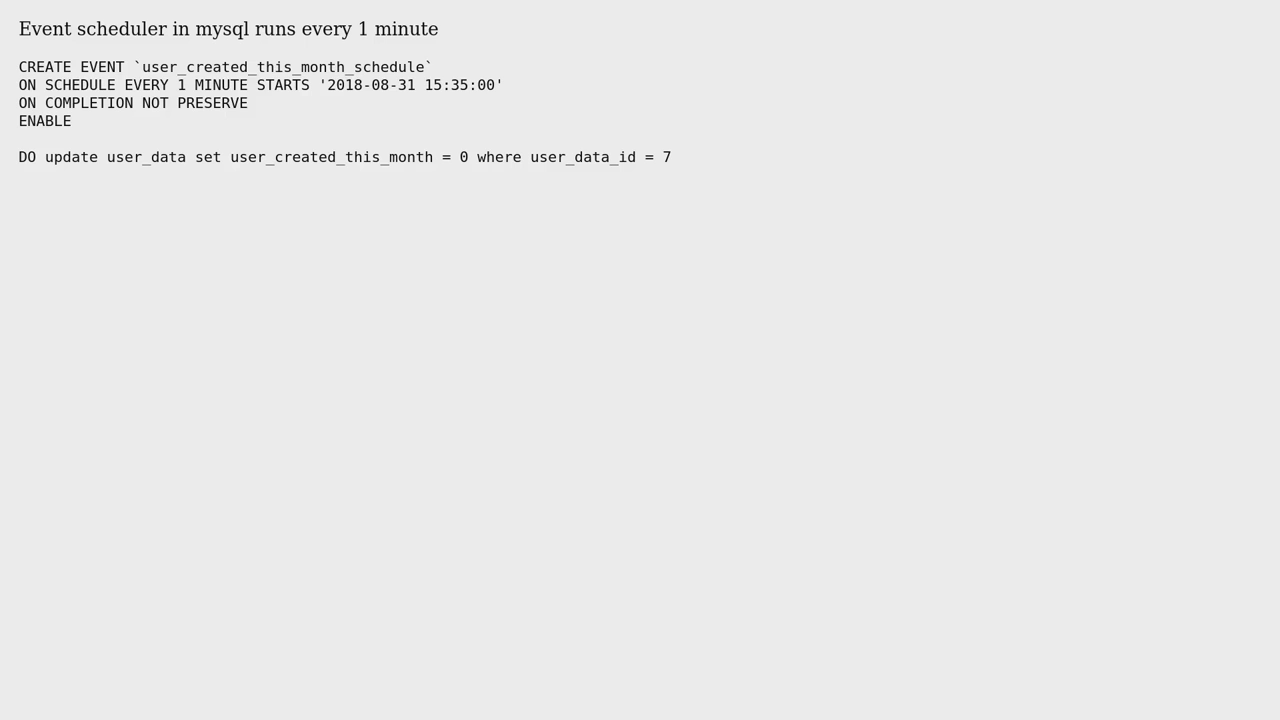 Event scheduler in mysql runs every 1 minute
CREATE EVENT `user_created_this_month_schedule`
ON SCHEDULE EVERY 1 MINUTE STARTS '2018-08-31 15:35:00'
ON COMPLETION NOT PRESERVE
ENABLE
DO update user_data set user_created_this_month = 0 where user_data_id = 7